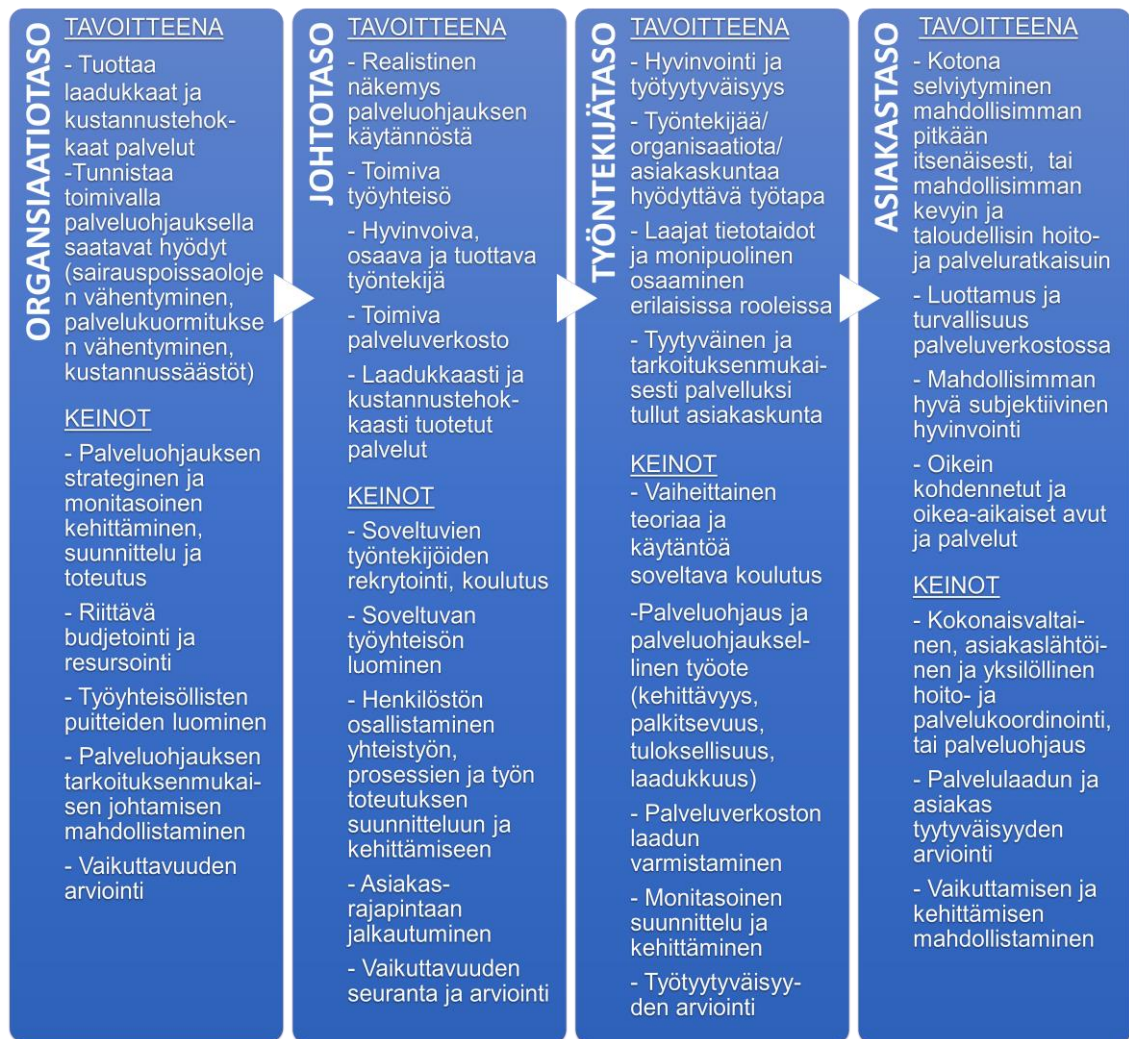 ORGANSIAATIOTASO
TAVOITTEENA
- Tuottaa
laadukkaat ja
kustannustehok-
kaat palvelut
-Tunnistaa
toimivalla
palveluohjauksella
saatavat hyödyt
(sairauspoissaoloje
n vähentyminen,
palvelukuormitukse
n vähentyminen,
kustannussäästöt)
KEINOT
- Palveluohjauksen
strateginen ja
monitasoinen
kehittäminen,
suunnittelu ja
toteutus
- Riittävä
budjetointi ja
resursointi
- Työyhteisöllisten
puitteiden luominen
- Palveluohjauksen
tarkoituksenmukai-
sen johtamisen
mahdollistaminen
- Vaikuttavuuden
arviointi
JOHTOTASO
TAVOITTEENA
- Realistinen
näkemys
palveluohjauksen
käytännöstä
- Toimiva
työyhteisö
- Hyvinvoiva,
osaava ja tuottava
työntekijä
- Toimiva
palveluverkosto
- Laadukkaasti ja
kustannustehok-
kaasti tuotetut
palvelut
KEINOT
- Soveltuvien
työntekijöiden
rekrytointi, koulutus
- Soveltuvan
työyhteisön
luominen
- Henkilöstön
osallistaminen
yhteistyön,
prosessien ja työn
toteutuksen
suunnitteluun ja
kehittämiseen
- Asiakas-
rajapintaan
jalkautuminen
- Vaikuttavuuden
seuranta ja arviointi
TYÖNTEKIJÄTASO
TAVOITTEENA
- Hyvinvointi ja
työtyytyväisyys
- Työntekijää/
organisaatiota/
asiakaskuntaa
hyödyttävä työtapa
- Laajat tietotaidot
ja monipuolinen
osaaminen
erilaisissa rooleissa
- Tyytyväinen ja
tarkoituksenmukai-
sesti palvelluksi
tullut asiakaskunta
KEINOT
- Vaiheittainen
teoriaa ja
käytäntöä
soveltava koulutus
-Palveluohjaus ja
palveluohjauksel-
linen työote
(kehittävyys,
palkitsevuus,
tuloksellisuus,
laadukkuus)
- Palveluverkoston
laadun
varmistaminen
- Monitasoinen
suunnittelu ja
kehittäminen
- Työtyytyväisyy-
den arviointi
ASIAKASTASO
TAVOITTEENA
- Kotona
selviytyminen
mahdollisimman
pitkään
itsenäisesti, tai
mahdollisimman
kevyin ja
taloudellisin hoito-
ja palveluratkaisuin
- Luottamus ja
turvallisuus
palveluverkostossa
- Mahdollisimman
hyvä subjektiivinen
hyvinvointi
- Oikein
kohdennetut ja
oikea-aikaiset avut
ja palvelut
KEINOT
- Kokonaisvaltai-
nen, asiakaslähtöi-
nen ja yksilöllinen
hoito- ja
palvelukoordinointi,
tai palveluohjaus
- Palvelulaadun ja
asiakas
tyytyväisyyden
arviointi
- Vaikuttamisen ja
kehittämisen
mahdollistaminen